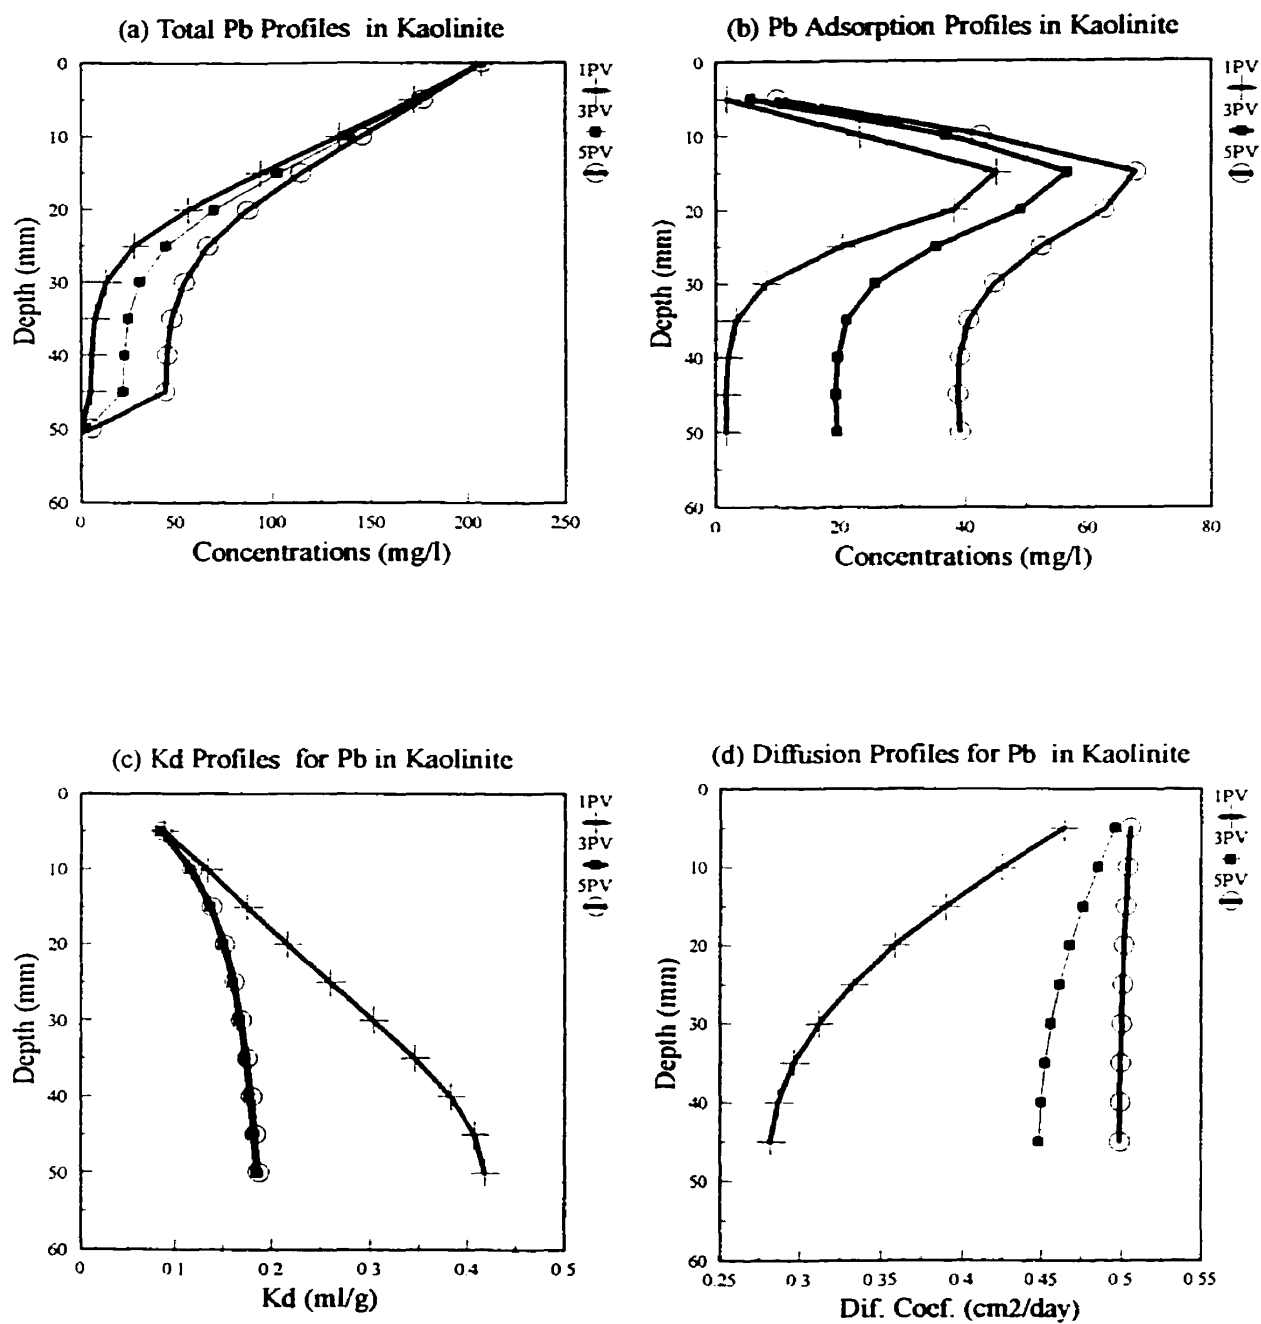 (a) Total Pb Profiles in Kaolinite
0
10
20
30
40
50
60
Depth (mm)
0
50
100
150
200
250
Concentrations (mg/l)
1PV
3PV
5PV
(b) Pb Adsorption Profiles in Kaolinite
0
10
20
30
40
50
60
Depth (mm)
0
20
40
60
80
Concentrations (mg/l)
1PV
3PV
5PV
(c) Kd Profiles for Pb in Kaolinite
0
10
20
30
40
50
60
Depth (mm)
0
0.1
0.2
0.3
0.4
0.5
Kd (ml/g)
1PV
3PV
5PV
(d) Diffusion Profiles for Pb in Kaolinite
0
10
20
30
40
50
60
Depth (mm)
0.25
0.3
0.35
0.4
0.45
0.5
0.55
Dif. Coef. (cm2/day)
1PV
3PV
5PV